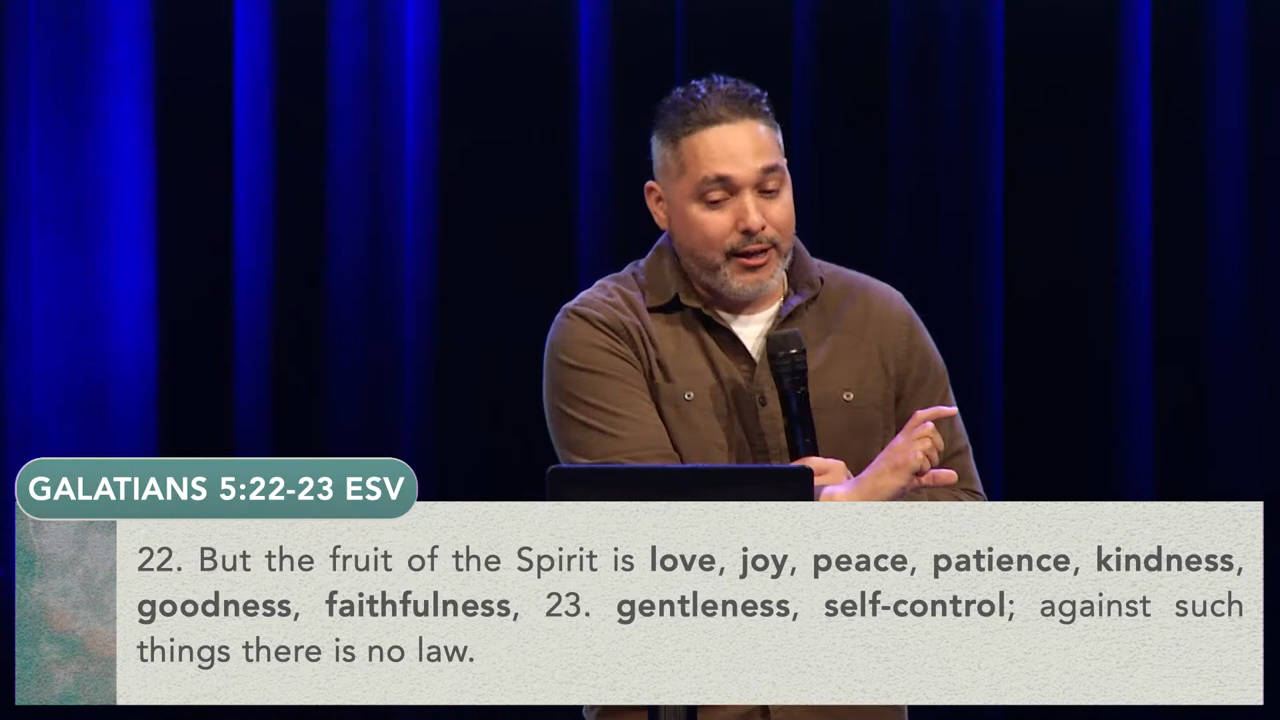 GALATIANS 5:22-23 ESV
22. But the fruit of the Spirit is love, joy, peace, patience, kindness,
goodness, faithfulness, 23. gentleness, self-control; against such
things there is no law.